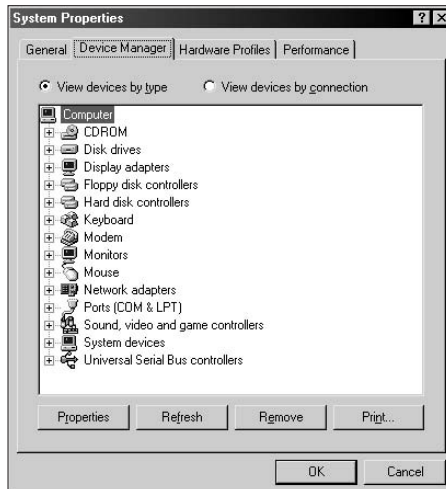 System Properties
General Device Manager Hardware Profiles Performance
View devices by type View devices by connection
Computer
CDROM
Disk drives
Display adapters
Floppy disk controllers
Hard disk controllers
Keyboard
Modem
Monitors
Mouse
Network adapters
Ports (COM & LPT)
Sound, video and game controllers
System devices
Universal Serial Bus controllers
Properties Refresh Remove Print...
OK Cancel